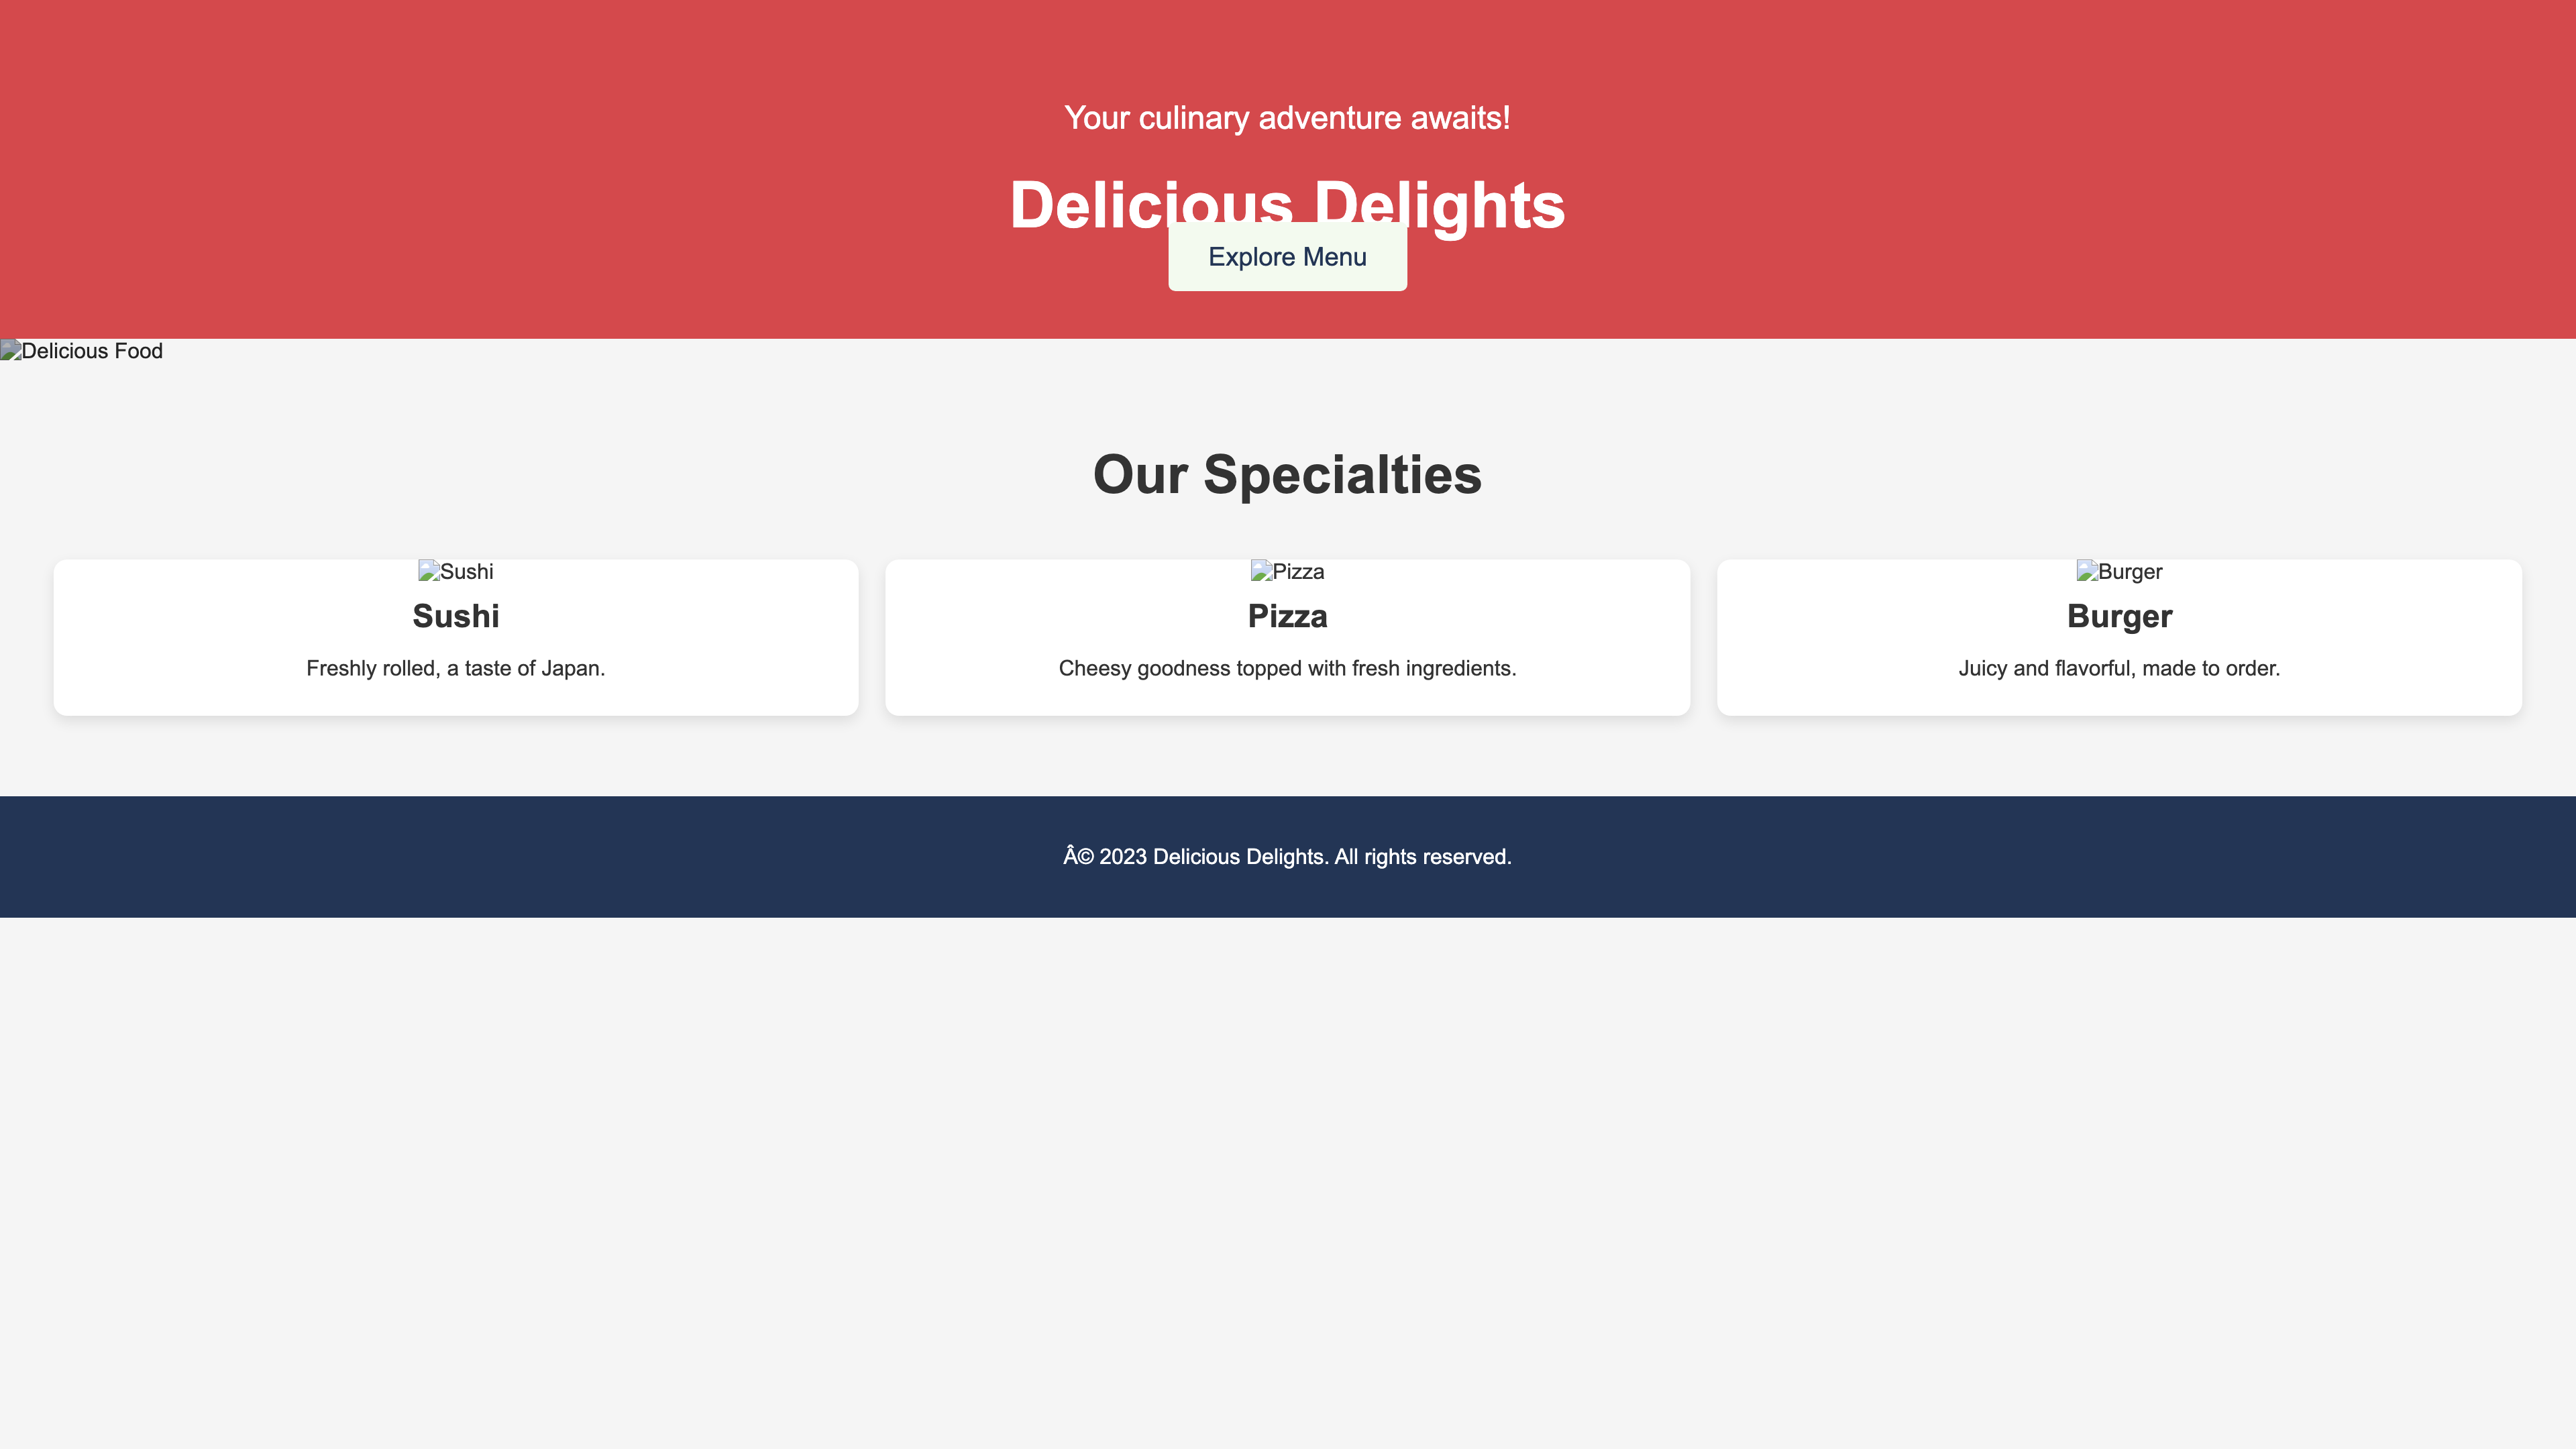 Your culinary adventure awaits!
Delicious Delights
Explore Menu
Delicious Food
Our Specialties
Sushi
Sushi
Freshly rolled, a taste of Japan.
Pizza
Pizza
Cheesy goodness topped with fresh ingredients.
Burger
Burger
Juicy and flavorful, made to order.
Â© 2023 Delicious Delights. All rights reserved.